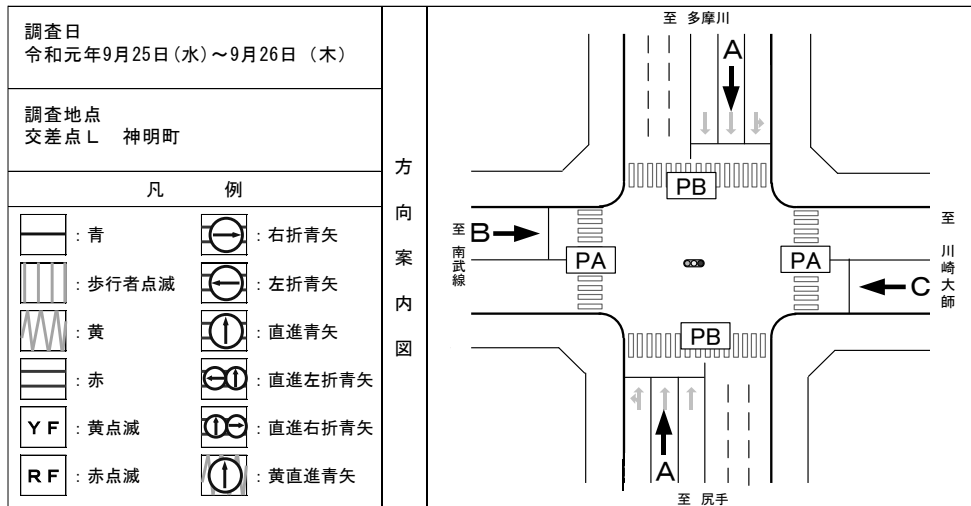 調査日
令和元年9月25日(水)～9月26日 (木)
調査地点
交差点Ｌ 神明町
凡 例
：青
：右折青矢
：歩行者点滅
：左折青矢
：黄
：直進青矢
：赤
：直進左折青矢
ＹＦ ：黄点滅
：直進右折青矢
ＲＦ ：赤点滅
：黄直進青矢
方向案内図
至 多摩川
A
PB
至 南武線
B
PA
PA
C
至 川崎大師
PB
A
至 尻手